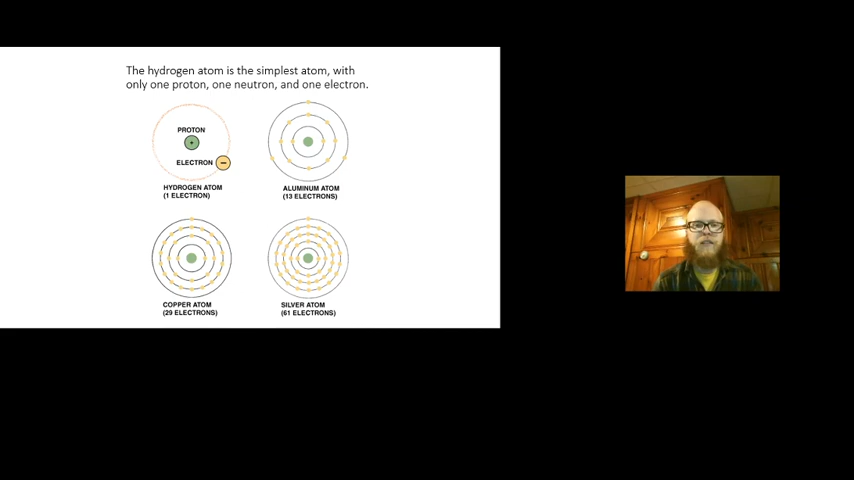 The hydrogen atom is the simplest atom, with
only one proton, one neutron, and one electron.
PROTON
+
ELECTRON −
HYDROGEN ATOM
(1 ELECTRON)
ALUMINUM ATOM
(13 ELECTRONS)
COPPER ATOM
(29 ELECTRONS)
SILVER ATOM
(61 ELECTRONS)